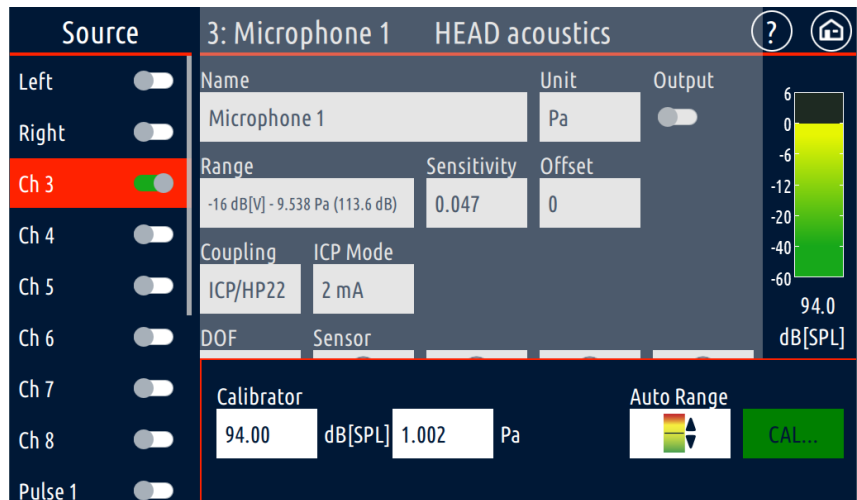 Source
3: Microphone 1 HEAD acoustics ?
Left
Right
Ch 3
Ch 4
Ch 5
Ch 6
Ch 7
Ch 8
Pulse 1
Name Unit Output
Microphone 1 Pa
Range Sensitivity Offset
-16 dB[V] - 9.538 Pa (113.6 dB) 0.047 0
Coupling ICP Mode
ICP/HP22 2 mA
DOF Sensor
6
0
-6
-12
-20
-40
-60
94.0
dB[SPL]
Calibrator Auto Range
94.00 dB[SPL] 1.002 Pa CAL...